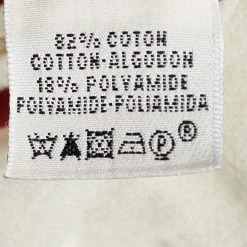 82% COTON
COTTON-ALGODON
18% POLYAMIDE
POLYAMIDE-POLIAMIDA
P ®